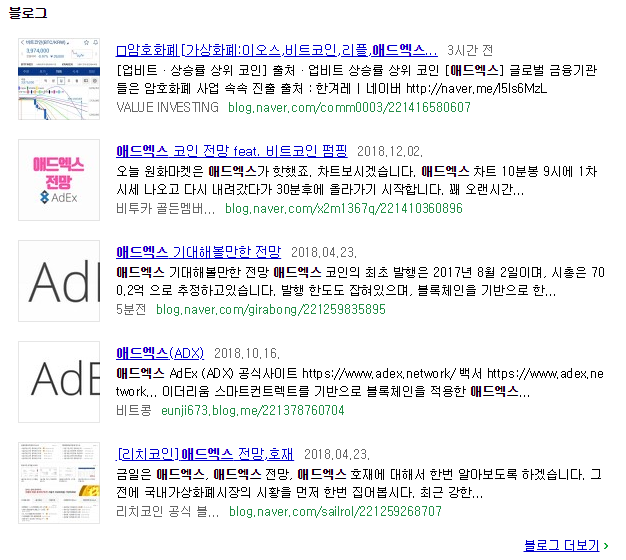 블로그
□암호화폐[가상화폐:이오스,비트코인,리플,애드엑스... 3시간 전
[업비트 · 상승률 상위 코인] 출처 · 업비트 상승률 상위 코인 [애드엑스] 글로벌 금융기관
들은 암호화폐 사업 속속 진출 출처 : 한겨레 | 네이버 http://naver.me/I5Is6MzL
VALUE INVESTING blog.naver.com/comm0003/221416580607
애드엑스 코인 전망 feat. 비트코인 펌핑 2018.12.02.
오늘 원화마켓은 애드엑스가 핫했죠. 차트보시겠습니다. 애드엑스 차트 10분봉 9시에 1차
시세 나오고 다시 내려갔다가 30분후에 올라가기 시작합니다. 꽤 오랜시간...
비투카 골든멤버... blog.naver.com/x2m1367q/221410360896
애드엑스 전망
AdEx
애드엑스 기대해볼만한 전망 2018.04.23.
애드엑스 기대해볼만한 전망 애드엑스 코인의 최초 발행은 2017년 8월 2일이며, 시총은 70
0.2억 으로 추정하고있습니다. 발행 한도도 잡혀있으며, 블록체인을 기반으로 한...
5분전 blog.naver.com/girabong/221259835895
애드엑스(ADX) 2018.10.16.
애드엑스 AdEx (ADX) 공식사이트 https://www.adex.network/ 백서 https://www.adex.ne
twork... 이더리움 스마트컨트렉트를 기반으로 블록체인을 적용한 애드엑스...
비트콩 eunji673.blog.me/221378760704
[리치코인]애드엑스 전망,호재 2018.04.23.
금일은 애드엑스, 애드엑스 전망, 애드엑스 호재에 대해서 한번 알아보도록 하겠습니다. 그
전에 국내가상화폐시장의 시황을 먼저 한번 집어봅시다. 최근 강한...
리치코인 공식 블... blog.naver.com/sailrol/221259268707
블로그 더보기